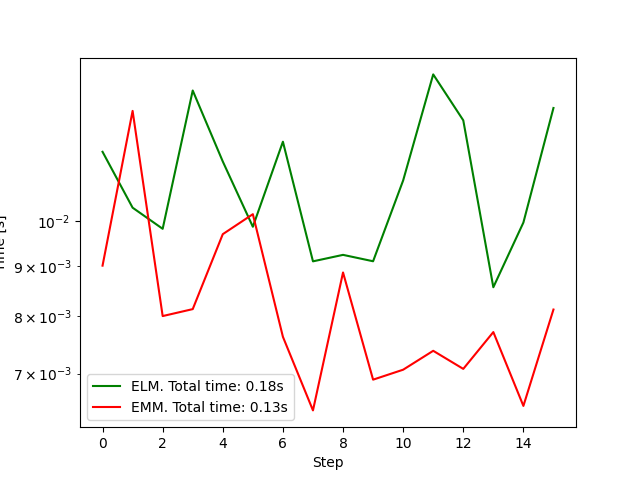 10⁻²
9 × 10⁻³
8 × 10⁻³
7 × 10⁻³
Time [s]
ELM. Total time: 0.18s
EMM. Total time: 0.13s
0 2 4 6 8 10 12 14
Step